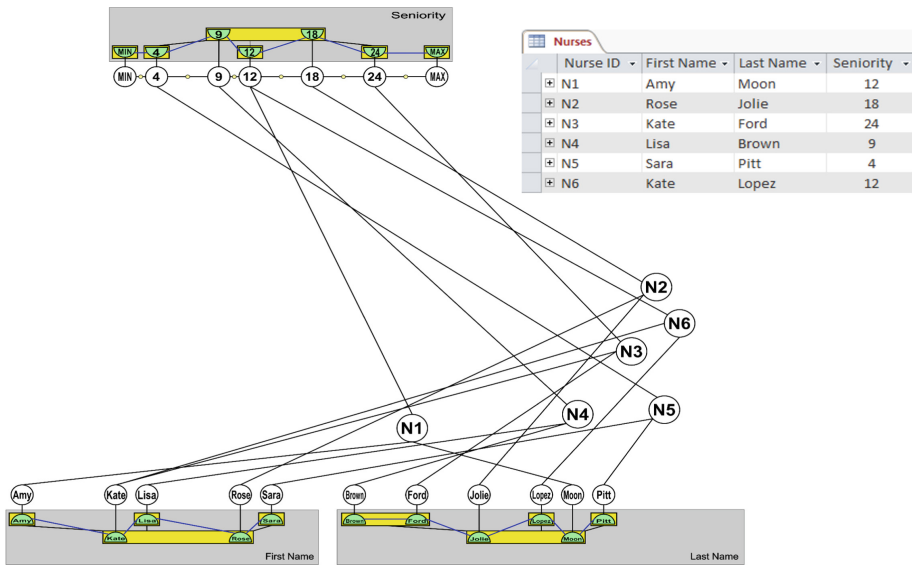 Seniority
9 18
MIN 4 12 24 MAX
MIN 4 9 12 18 24 MAX
Nurses
Nurse ID First Name Last Name Seniority
N1 Amy Moon 12
N2 Rose Jolie 18
N3 Kate Ford 24
N4 Lisa Brown 9
N5 Sara Pitt 4
N6 Kate Lopez 12
N2
N6
N3
N5
N4
N1
Amy Kate Lisa Rose Sara Brown Ford Jolie Lopez Moon Pitt
Amy Lisa Sara Brown Ford Lopez Pitt
Kate Rose Jolie Moon
First Name Last Name